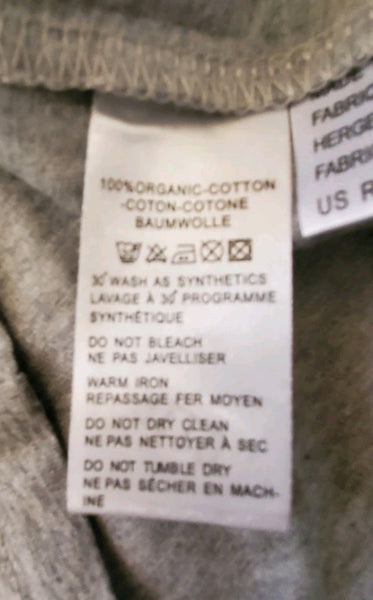 100%ORGANIC-COTTON
-COTON-COTONE
BAUMWOLLE
30° WASH AS SYNTHETICS
LAVAGE À 30° PROGRAMME
SYNTHÉTIQUE
DO NOT BLEACH
NE PAS JAVELLISER
WARM IRON
REPASSAGE FER MOYEN
DO NOT DRY CLEAN
NE PAS NETTOYER À SEC
DO NOT TUMBLE DRY
NE PAS SÉCHER EN MACH-
INE
MADE
FABRIC
HERGE
FABRI
US R